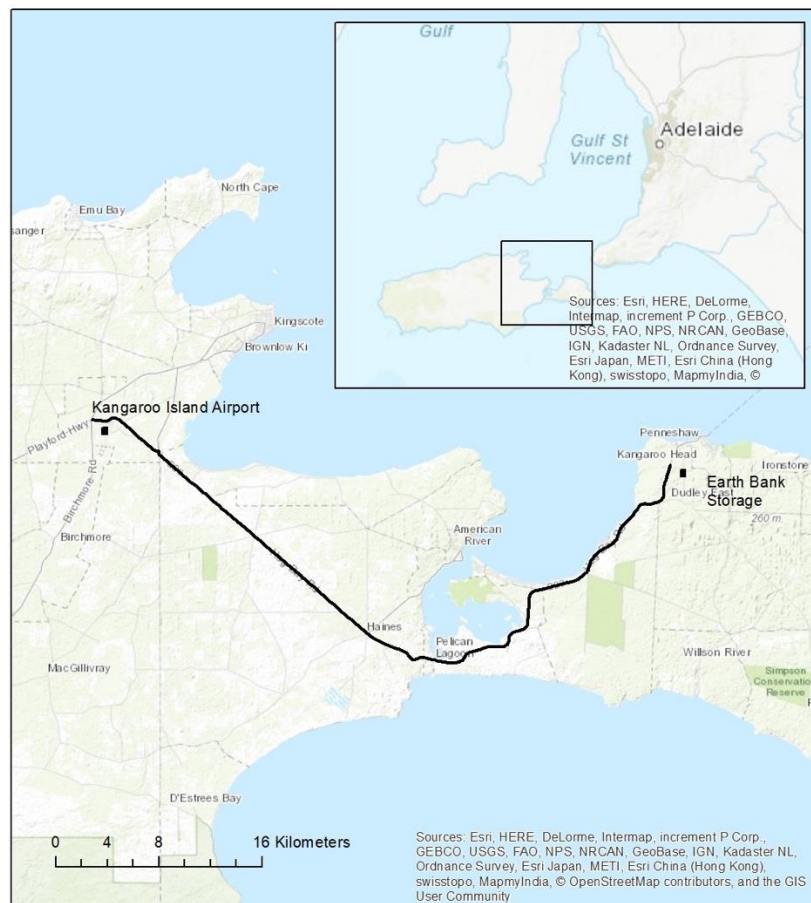 Gulf
Adelaide
Gulf St
Vincent
Sources: Esri, HERE, DeLorme,
Intermap, increment P Corp., GEBCO,
USGS, FAO, NPS, NRCAN, GeoBase,
IGN, Kadaster NL, Ordnance Survey,
Esri Japan, METI, Esri China (Hong
Kong), swisstopo, MapmyIndia, ©
North Cape
Emu Bay
sanger
Kingscote
Brownlow Ki
Kangaroo Island Airport
Playford Hwy
Birchmore Rd
Birchmore
Penneshaw
Kangaroo Head
Ironstone
Earth Bank
Storage
Dudley East
260 m
American
River
Hog Bay Rd
Haines
Pelican
Lagoon
Willson River
MacGillivray
Simpson
Conservatio
Reserve
D'Estrees Bay
0 4 8 16 Kilometers
Sources: Esri, HERE, DeLorme, Intermap, increment P Corp.,
GEBCO, USGS, FAO, NPS, NRCAN, GeoBase, IGN, Kadaster NL,
Ordnance Survey, Esri Japan, METI, Esri China (Hong Kong),
swisstopo, MapmyIndia, © OpenStreetMap contributors, and the GIS
User Community